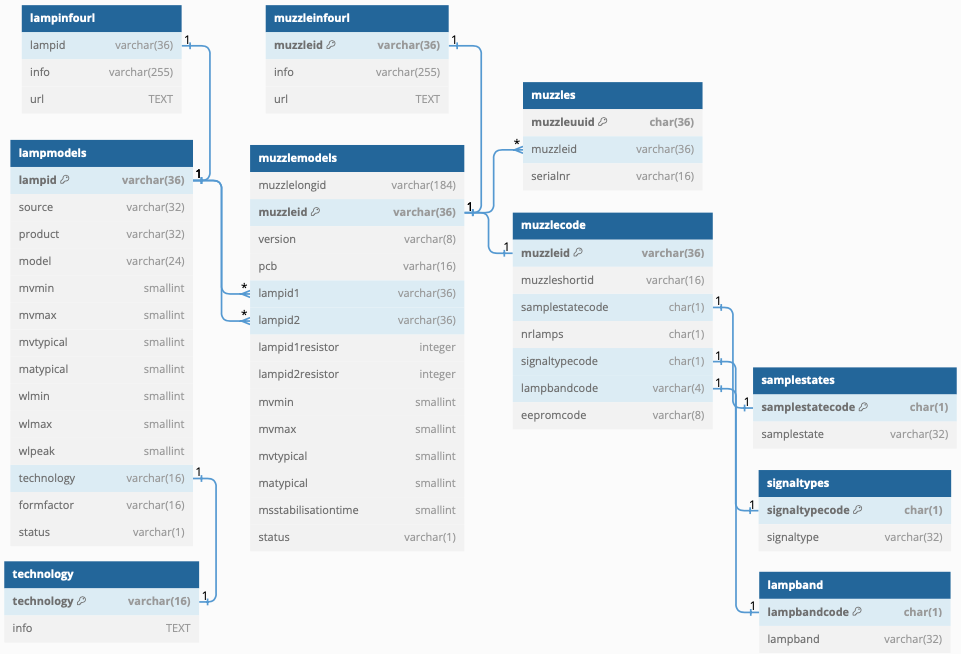 lampinfourl
lampid varchar(36)
info varchar(255)
url TEXT
muzzleinfourl
muzzleid varchar(36)
info varchar(255)
url TEXT
muzzles
muzzleuuid char(36)
muzzleid varchar(36)
serialnr varchar(16)
lampmodels
lampid varchar(36)
source varchar(32)
product varchar(32)
model varchar(24)
mvmin smallint
mvmax smallint
mvtypical smallint
matypical smallint
wlmin smallint
wlmax smallint
wlpeak smallint
technology varchar(16)
formfactor varchar(16)
status varchar(1)
muzzlemodels
muzzlelongid varchar(184)
muzzleid varchar(36)
version varchar(8)
pcb varchar(16)
lampid1 varchar(36)
lampid2 varchar(36)
lampid1resistor integer
lampid2resistor integer
mvmin smallint
mvmax smallint
mvtypical smallint
matypical smallint
msstabilisationtime smallint
status varchar(1)
muzzlecode
muzzleid varchar(36)
muzzleshortid varchar(16)
samplestatecode char(1)
nrlamps char(1)
signaltypecode char(1)
lampbandcode varchar(4)
eepromcode varchar(8)
samplestates
samplestatecode char(1)
samplestate varchar(32)
signaltypes
signaltypecode char(1)
signaltype varchar(32)
lampband
lampbandcode char(1)
lampband varchar(32)
technology
technology varchar(16)
info TEXT
1
1
1
*
*
1
*
1
1
1
1
1
1
1
1
1